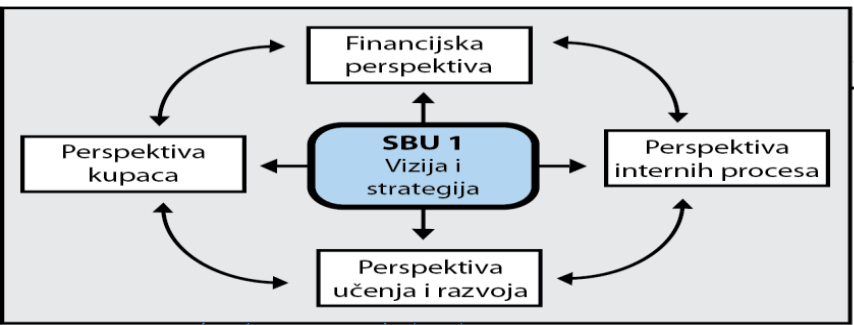 Financijska
perspektiva
Perspektiva
kupaca
SBU 1
Vizija i
strategija
Perspektiva
internih procesa
Perspektiva
učenja i razvoja